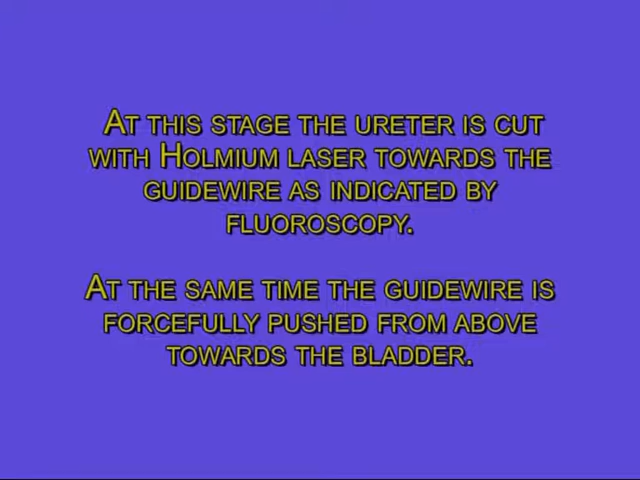 At this stage the ureter is cut
with Holmium laser towards the
guidewire as indicated by
fluoroscopy.
At the same time the guidewire is
forcefully pushed from above
towards the bladder.